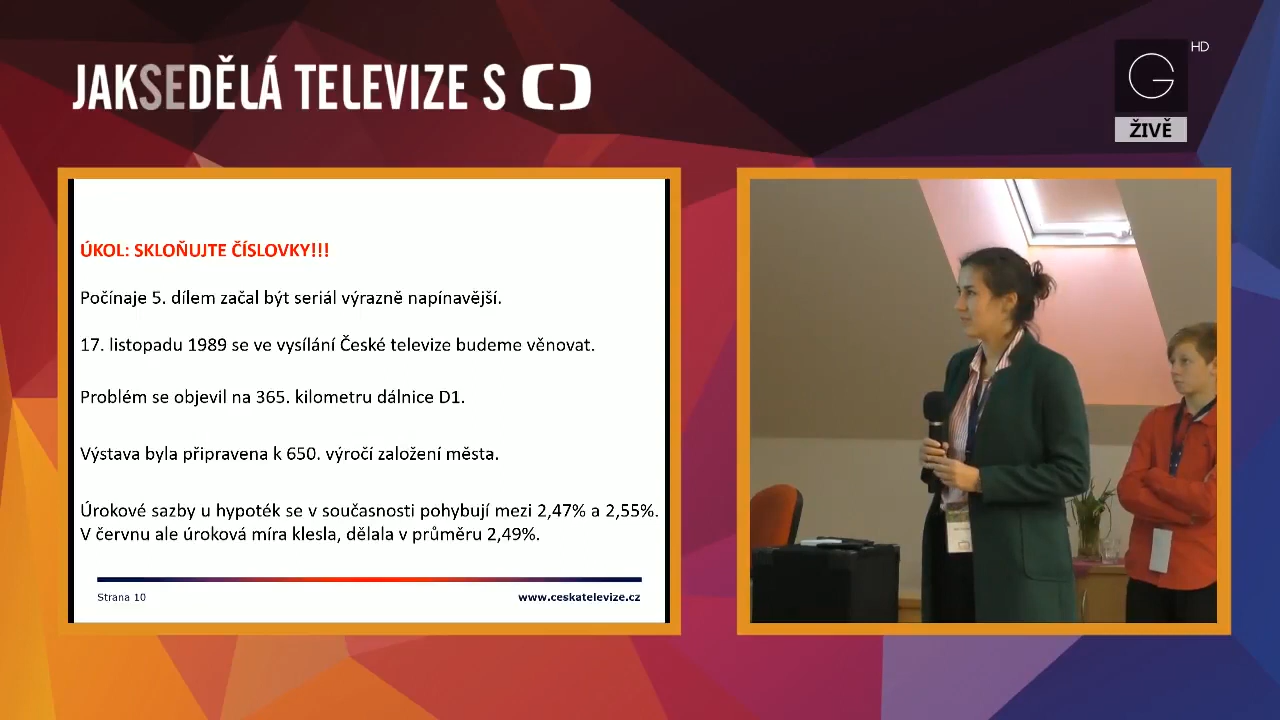 JAKSEDĚLÁ TELEVIZE S
HD
G
ŽIVĚ
ÚKOL: SKLOŇUJTE ČÍSLOVKY!!!
Počínaje 5. dílem začal být seriál výrazně napínavější.
17. listopadu 1989 se ve vysílání České televize budeme věnovat.
Problém se objevil na 365. kilometru dálnice D1.
Výstava byla připravena k 650. výročí založení města.
Úrokové sazby u hypoték se v současnosti pohybují mezi 2,47% a 2,55%.
V červnu ale úroková míra klesla, dělala v průměru 2,49%.
Strana 10
www.ceskatelevize.cz